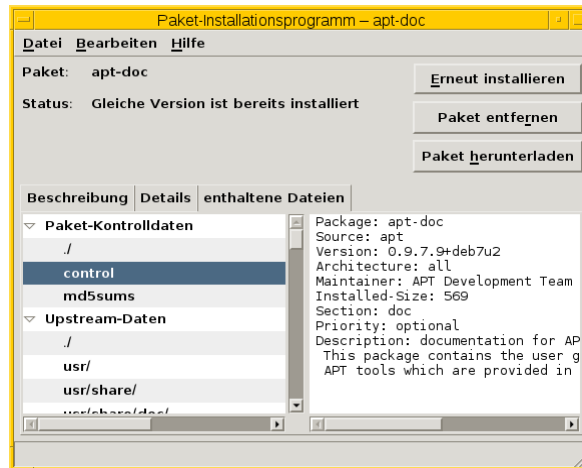 Paket-Installationsprogramm – apt-doc
Datei Bearbeiten Hilfe
Paket: apt-doc
Erneut installieren
Status: Gleiche Version ist bereits installiert
Paket entfernen
Paket herunterladen
Beschreibung Details enthaltene Dateien
Paket-Kontrolldaten
./
control
md5sums
Upstream-Daten
./
usr/
usr/share/
usr/share/doc/
Package: apt-doc
Source: apt
Version: 0.9.7.9+deb7u2
Architecture: all
Maintainer: APT Development Team
Installed-Size: 569
Section: doc
Priority: optional
Description: documentation for AP
This package contains the user g
APT tools which are provided in